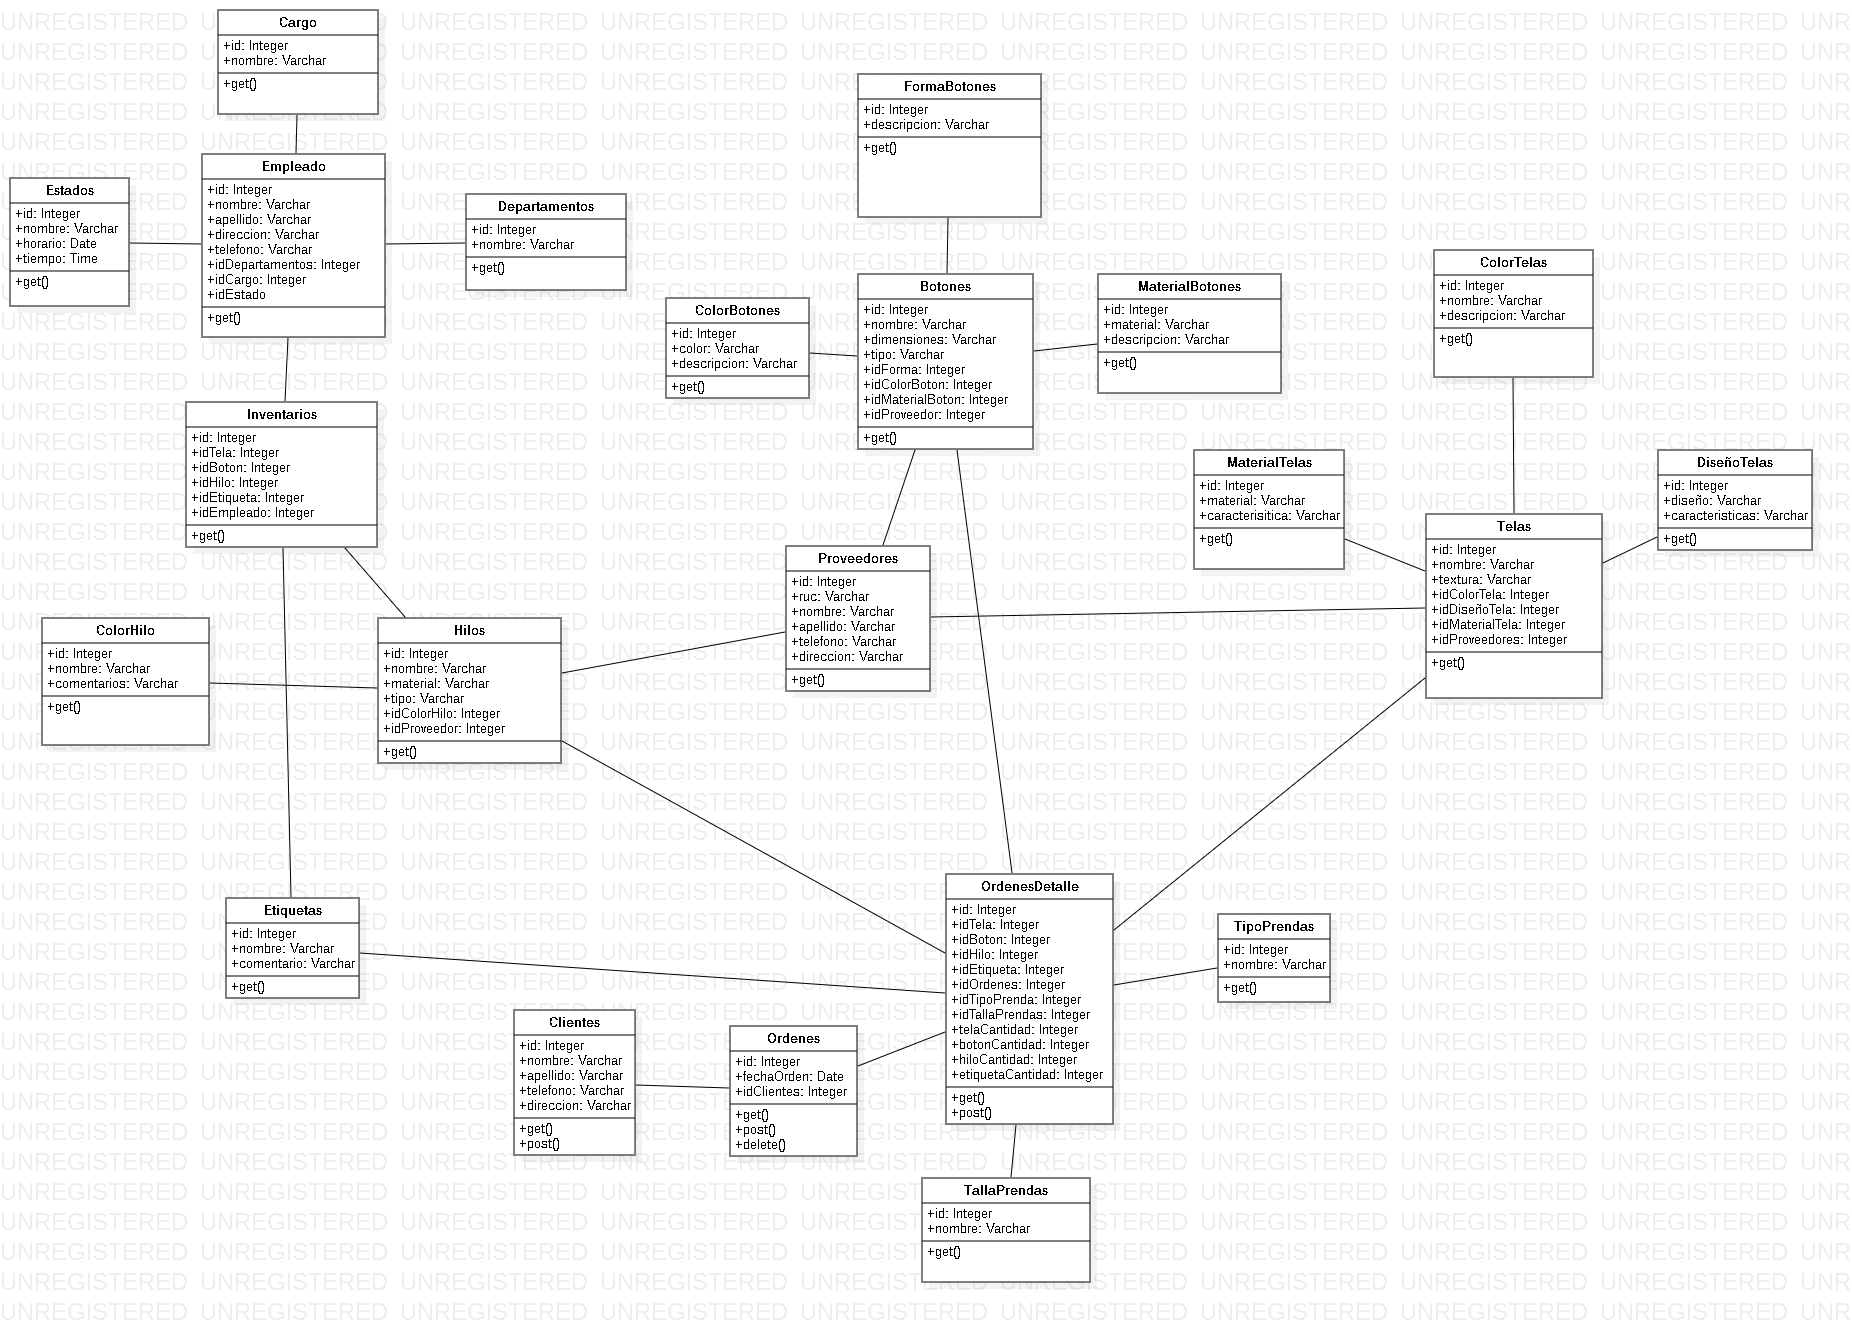 Cargo
+id: Integer
+nombre: Varchar
+get()
Estados
+id: Integer
+nombre: Varchar
+horario: Date
+tiempo: Time
+get()
Empleado
+id: Integer
+nombre: Varchar
+apellido: Varchar
+direccion: Varchar
+telefono: Varchar
+idDepartamentos: Integer
+idCargo: Integer
+idEstado
+get()
Departamentos
+id: Integer
+nombre: Varchar
+get()
FormaBotones
+id: Integer
+descripcion: Varchar
+get()
ColorBotones
+id: Integer
+color: Varchar
+descripcion: Varchar
+get()
Botones
+id: Integer
+nombre: Varchar
+dimensiones: Varchar
+tipo: Varchar
+idForma: Integer
+idColorBoton: Integer
+idMaterialBoton: Integer
+idProveedor: Integer
+get()
MaterialBotones
+id: Integer
+material: Varchar
+descripcion: Varchar
+get()
ColorTelas
+id: Integer
+nombre: Varchar
+descripcion: Varchar
+get()
Inventarios
+id: Integer
+idTela: Integer
+idBoton: Integer
+idHilo: Integer
+idEtiqueta: Integer
+idEmpleado: Integer
+get()
MaterialTelas
+id: Integer
+material: Varchar
+caracterisitica: Varchar
+get()
DiseñoTelas
+id: Integer
+diseño: Varchar
+caracteristicas: Varchar
+get()
Telas
+id: Integer
+nombre: Varchar
+textura: Varchar
+idColorTela: Integer
+idDiseñoTela: Integer
+idMaterialTela: Integer
+idProveedores: Integer
+get()
Proveedores
+id: Integer
+ruc: Varchar
+nombre: Varchar
+apellido: Varchar
+telefono: Varchar
+direccion: Varchar
+get()
ColorHilo
+id: Integer
+nombre: Varchar
+comentarios: Varchar
+get()
Hilos
+id: Integer
+nombre: Varchar
+material: Varchar
+tipo: Varchar
+idColorHilo: Integer
+idProveedor: Integer
+get()
Etiquetas
+id: Integer
+nombre: Varchar
+comentario: Varchar
+get()
OrdenesDetalle
+id: Integer
+idTela: Integer
+idBoton: Integer
+idHilo: Integer
+idEtiqueta: Integer
+idOrdenes: Integer
+idTipoPrenda: Integer
+idTallaPrendas: Integer
+telaCantidad: Integer
+botonCantidad: Integer
+hiloCantidad: Integer
+etiquetaCantidad: Integer
+get()
+post()
TipoPrendas
+id: Integer
+nombre: Varchar
+get()
Clientes
+id: Integer
+nombre: Varchar
+apellido: Varchar
+telefono: Varchar
+direccion: Varchar
+get()
+post()
Ordenes
+id: Integer
+fechaOrden: Date
+idClientes: Integer
+get()
+post()
+delete()
TallaPrendas
+id: Integer
+nombre: Varchar
+get()
UNREGISTERED